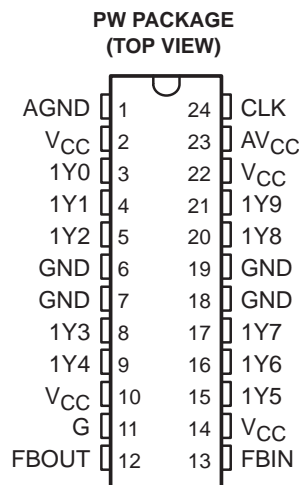 PW PACKAGE
(TOP VIEW)
AGND 1 24 CLK
VCC 2 23 AVCC
1Y0 3 22 VCC
1Y1 4 21 1Y9
1Y2 5 20 1Y8
GND 6 19 GND
GND 7 18 GND
1Y3 8 17 1Y7
1Y4 9 16 1Y6
VCC 10 15 1Y5
G 11 14 VCC
FBOUT 12 13 FBIN